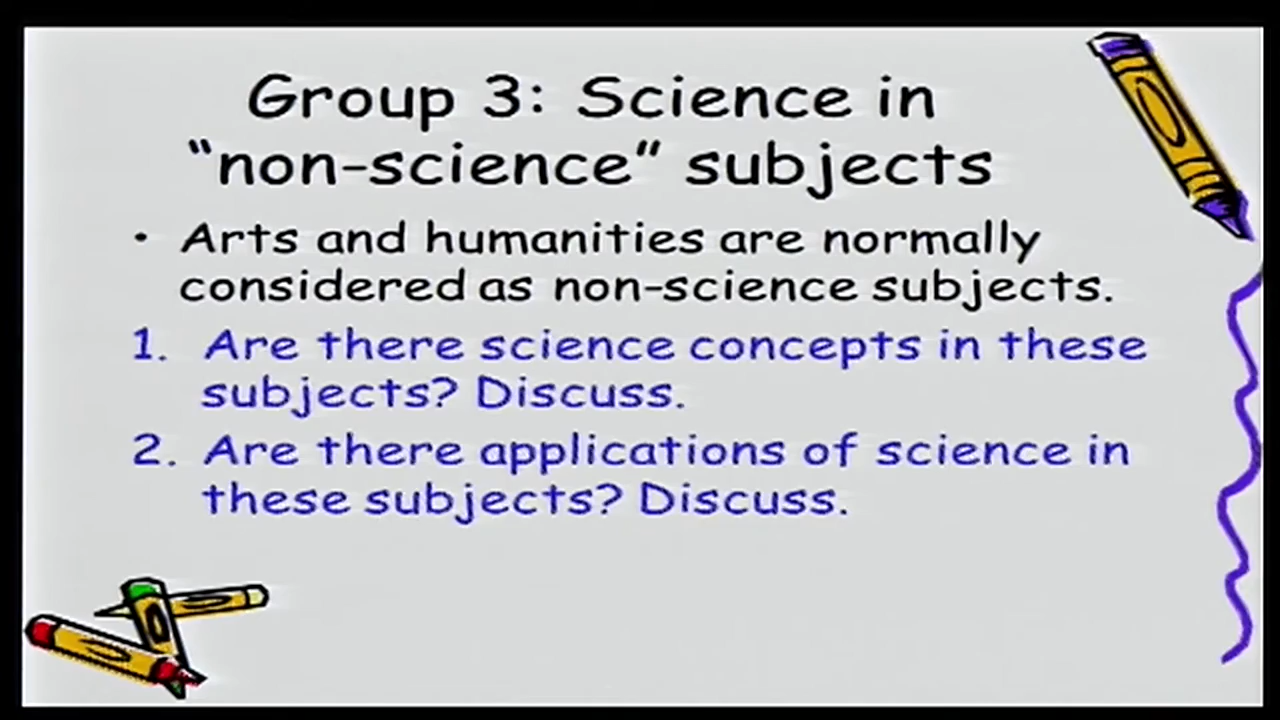 Group 3: Science in
“non-science” subjects
• Arts and humanities are normally
considered as non-science subjects.
1. Are there science concepts in these
subjects? Discuss.
2. Are there applications of science in
these subjects? Discuss.